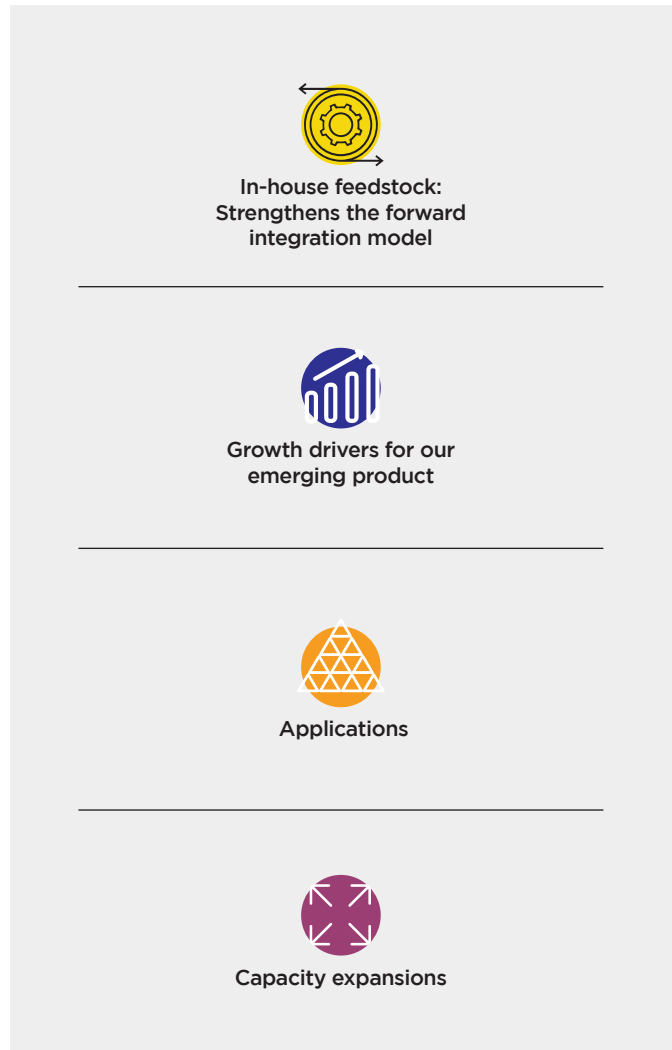 In-house feedstock:
Strengthens the forward
integration model
Growth drivers for our
emerging product
Applications
Capacity expansions